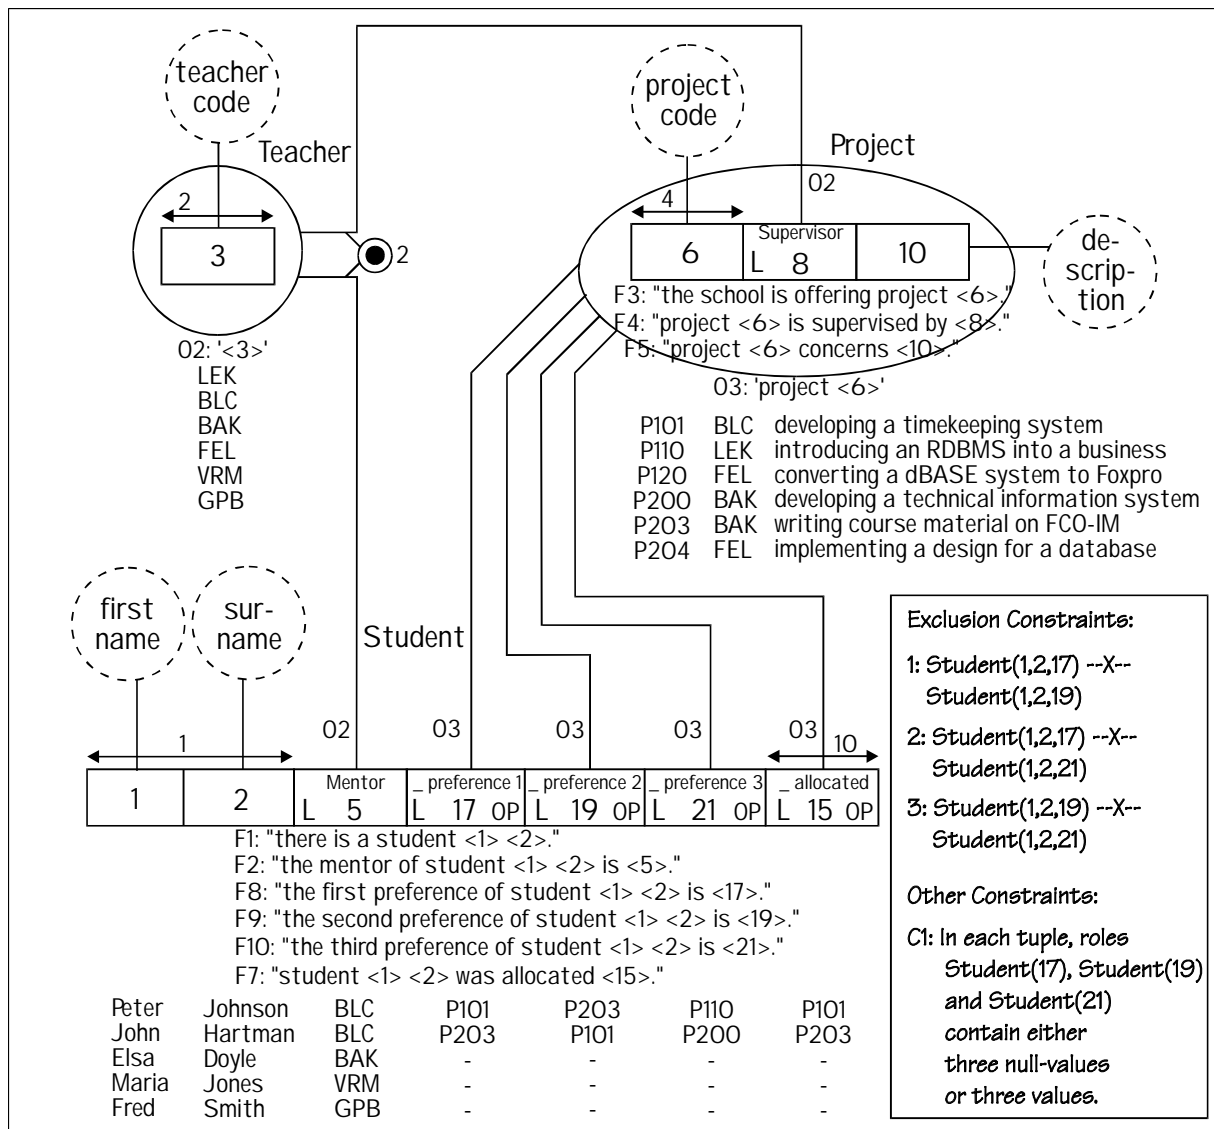 teacher
code
Teacher
2
3
2
O2: '<3>'
LEK
BLC
BAK
FEL
VRM
GPB
project
code
Project
O2
4
6
Supervisor
L 8
10
de-
scrip-
tion
F3: "the school is offering project <6>."
F4: "project <6> is supervised by <8>."
F5: "project <6> concerns <10>."
O3: 'project <6>'
P101 BLC developing a timekeeping system
P110 LEK introducing an RDBMS into a business
P120 FEL converting a dBASE system to Foxpro
P200 BAK developing a technical information system
P203 BAK writing course material on FCO-IM
P204 FEL implementing a design for a database
first
name
sur-
name
Student
1
O2
O3
O3
O3
O3
10
1
2
Mentor
L 5
_ preference 1
L 17 OP
_ preference 2
L 19 OP
_ preference 3
L 21 OP
_ allocated
L 15 OP
F1: "there is a student <1> <2>."
F2: "the mentor of student <1> <2> is <5>."
F8: "the first preference of student <1> <2> is <17>."
F9: "the second preference of student <1> <2> is <19>."
F10: "the third preference of student <1> <2> is <21>."
F7: "student <1> <2> was allocated <15>."
Peter Johnson BLC P101 P203 P110 P101
John Hartman BLC P203 P101 P200 P203
Elsa Doyle BAK - - - -
Maria Jones VRM - - - -
Fred Smith GPB - - - -
Exclusion Constraints:
1: Student(1,2,17) --X--
Student(1,2,19)
2: Student(1,2,17) --X--
Student(1,2,21)
3: Student(1,2,19) --X--
Student(1,2,21)
Other Constraints:
C1: In each tuple, roles
Student(17), Student(19)
and Student(21)
contain either
three null-values
or three values.